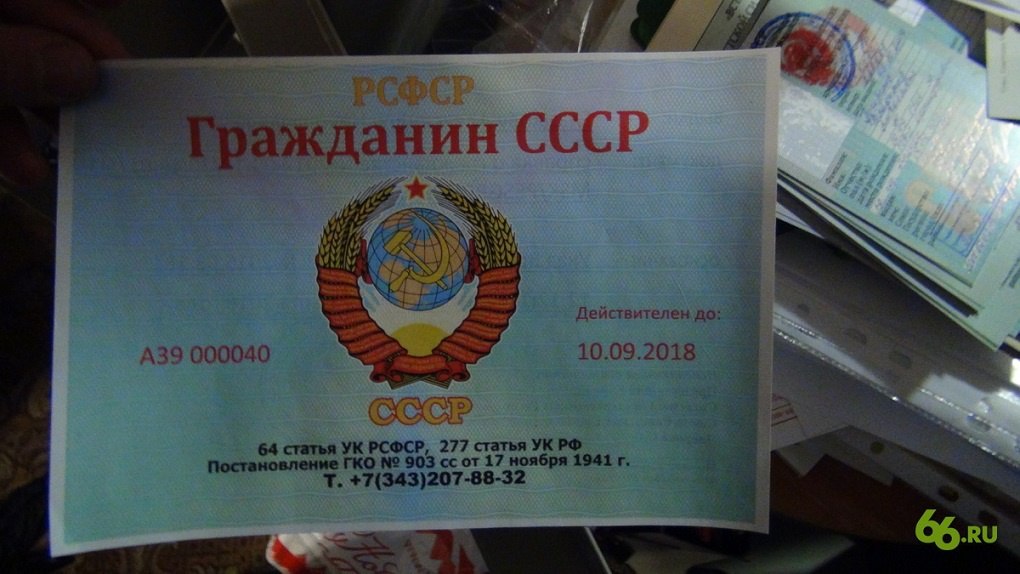 РСФСР
Гражданин СССР
Действителен до:
А39 000040
10.09.2018
СССР
64 статья УК РСФСР, 277 статья УК РФ
Постановление ГКО № 903 сс от 17 ноября 1941 г.
Т. +7(343)207-88-32
66.RU